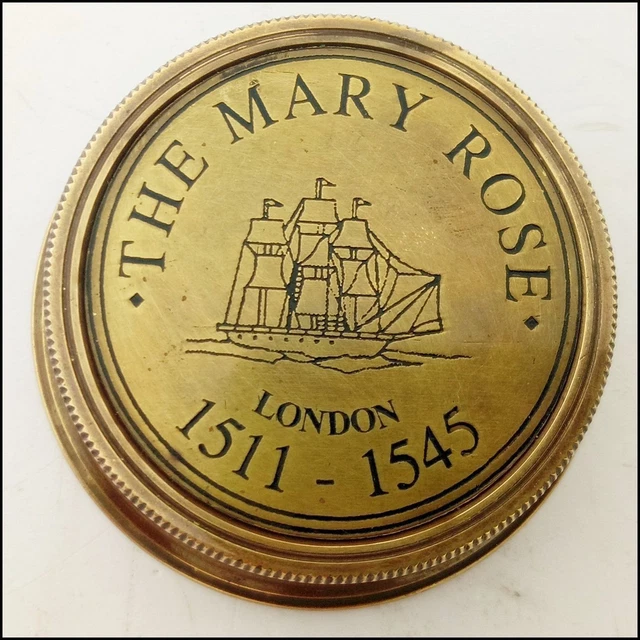 THE MARY ROSE
LONDON
1511 - 1545